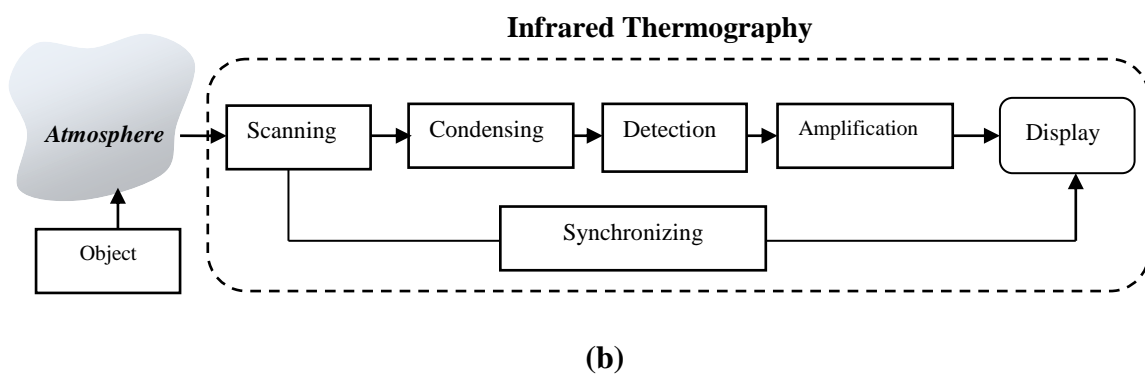 Infrared Thermography
Atmosphere
Scanning
Condensing
Detection
Amplification
Display
Synchronizing
Object
(b)